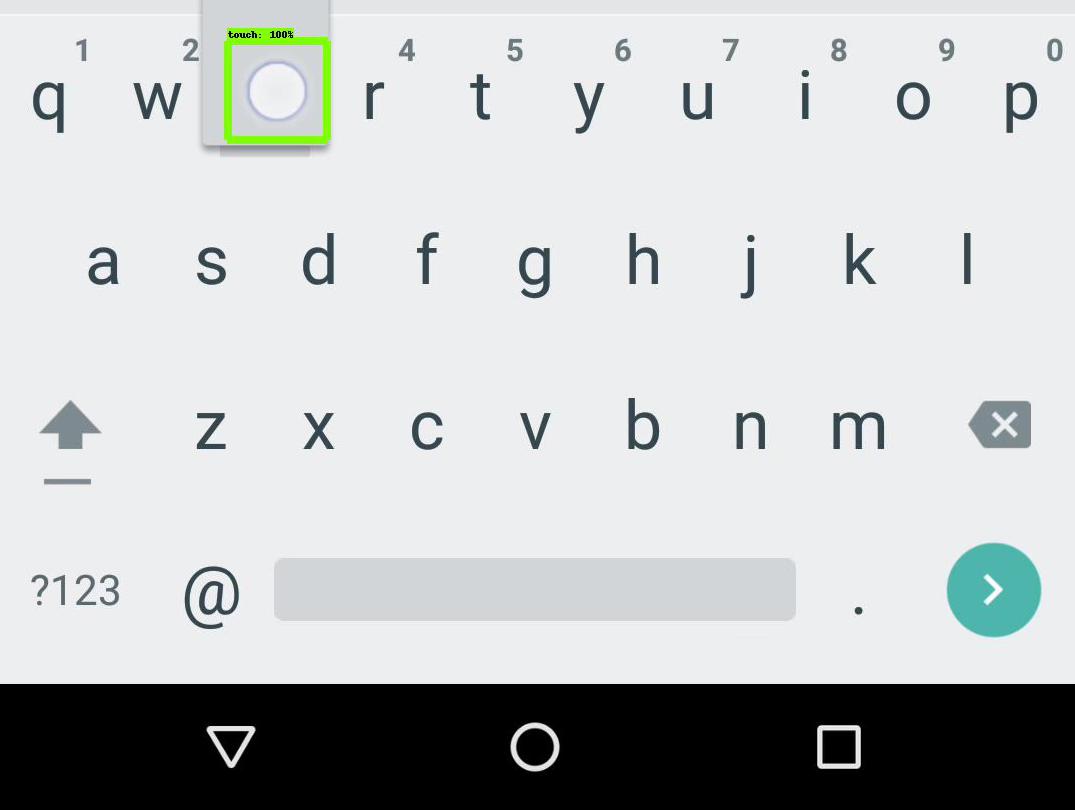 touch: 100%
1 2 4 5 6 7 8 9 0
q w r t y u i o p
a s d f g h j k l
z x c v b n m
?123 @ .